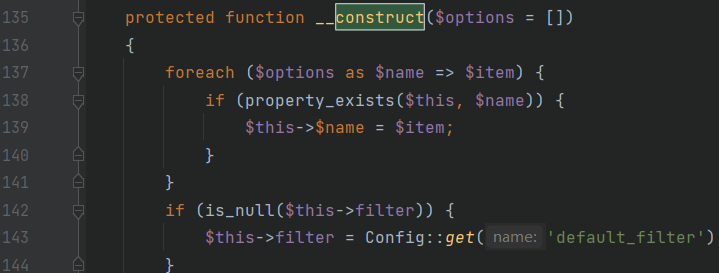 135 protected function __construct($options = [])
136 {
137 foreach ($options as $name => $item) {
138 if (property_exists($this, $name)) {
139 $this->$name = $item;
140 }
141 }
142 if (is_null($this->filter)) {
143 $this->filter = Config::get( name: 'default_filter')
144 }